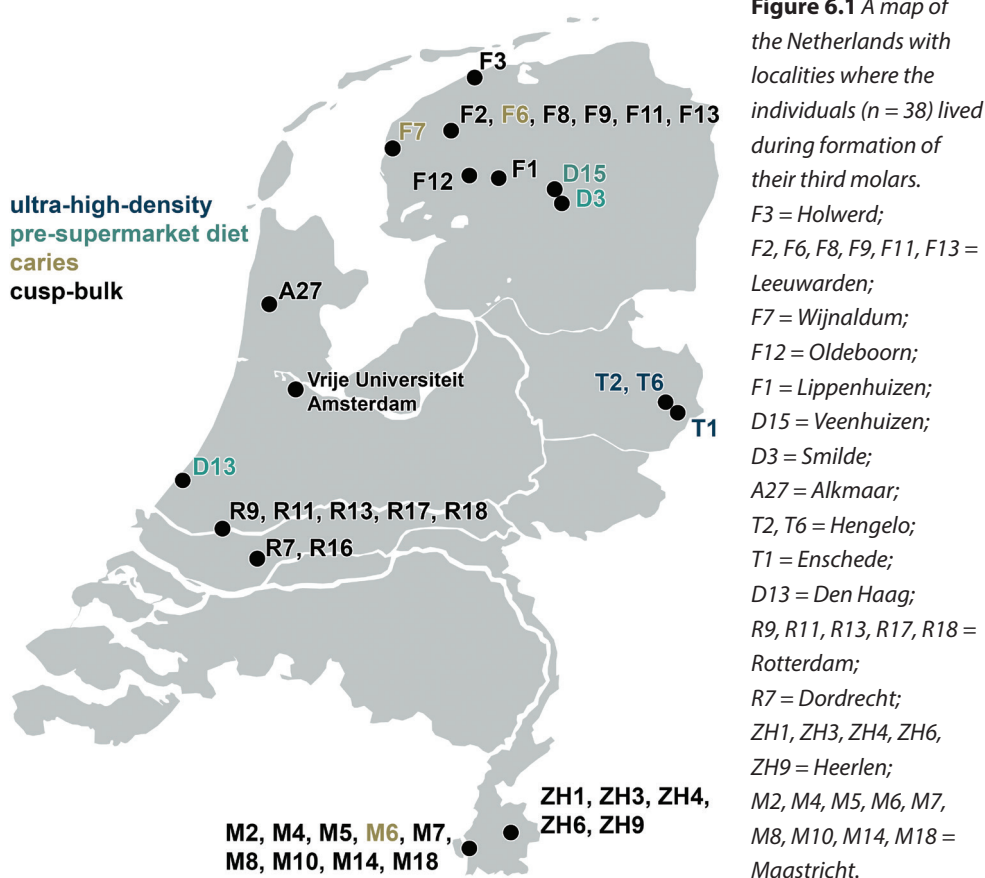 F3
F2, F6, F8, F9, F11, F13
F7
F12
F1
D15
D3
ultra-high-density
pre-supermarket diet
caries
cusp-bulk
A27
Vrije Universiteit
Amsterdam
T2, T6
T1
D13
R9, R11, R13, R17, R18
R7, R16
ZH1, ZH3, ZH4,
ZH6, ZH9
M2, M4, M5, M6, M7,
M8, M10, M14, M18
Figure 6.1 A map of
the Netherlands with
localities where the
individuals (n = 38) lived
during formation of
their third molars.
F3 = Holwerd;
F2, F6, F8, F9, F11, F13 =
Leeuwarden;
F7 = Wijnaldum;
F12 = Oldeboorn;
F1 = Lippenhuizen;
D15 = Veenhuizen;
D3 = Smilde;
A27 = Alkmaar;
T2, T6 = Hengelo;
T1 = Enschede;
D13 = Den Haag;
R9, R11, R13, R17, R18 =
Rotterdam;
R7 = Dordrecht;
ZH1, ZH3, ZH4, ZH6,
ZH9 = Heerlen;
M2, M4, M5, M6, M7,
M8, M10, M14, M18 =
Maastricht.